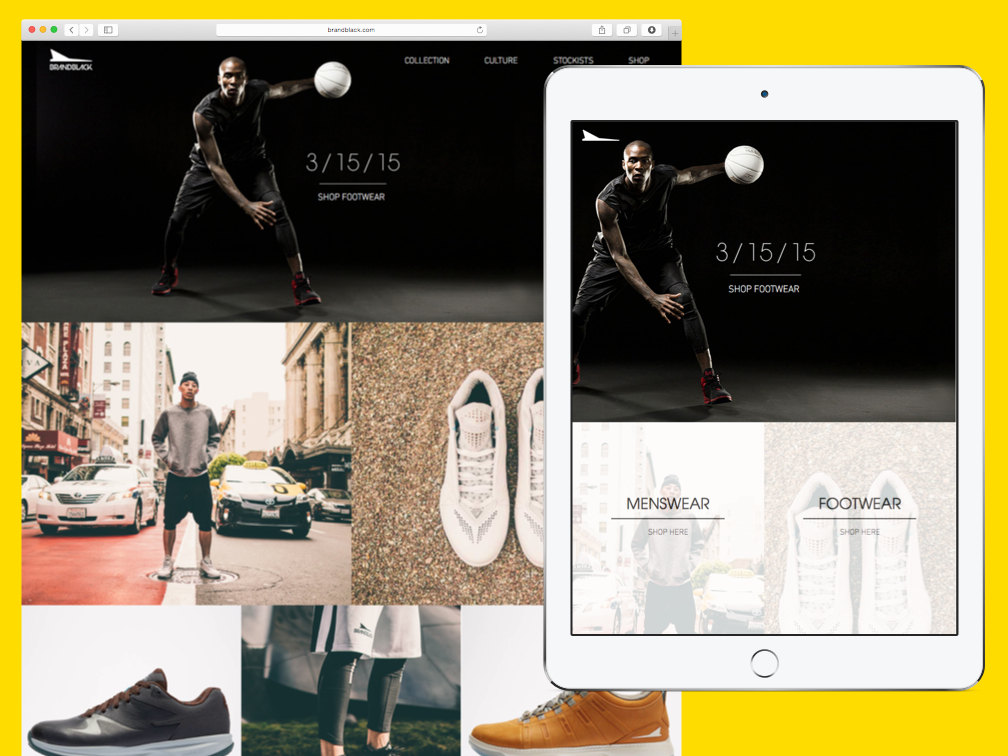 brandblack.com
BRANDBLACK
COLLECTION CULTURE STOCKISTS SHOP
3/15/15
SHOP FOOTWEAR
3/15/15
SHOP FOOTWEAR
MENSWEAR FOOTWEAR
SHOP HERE SHOP HERE
BRANDBLACK